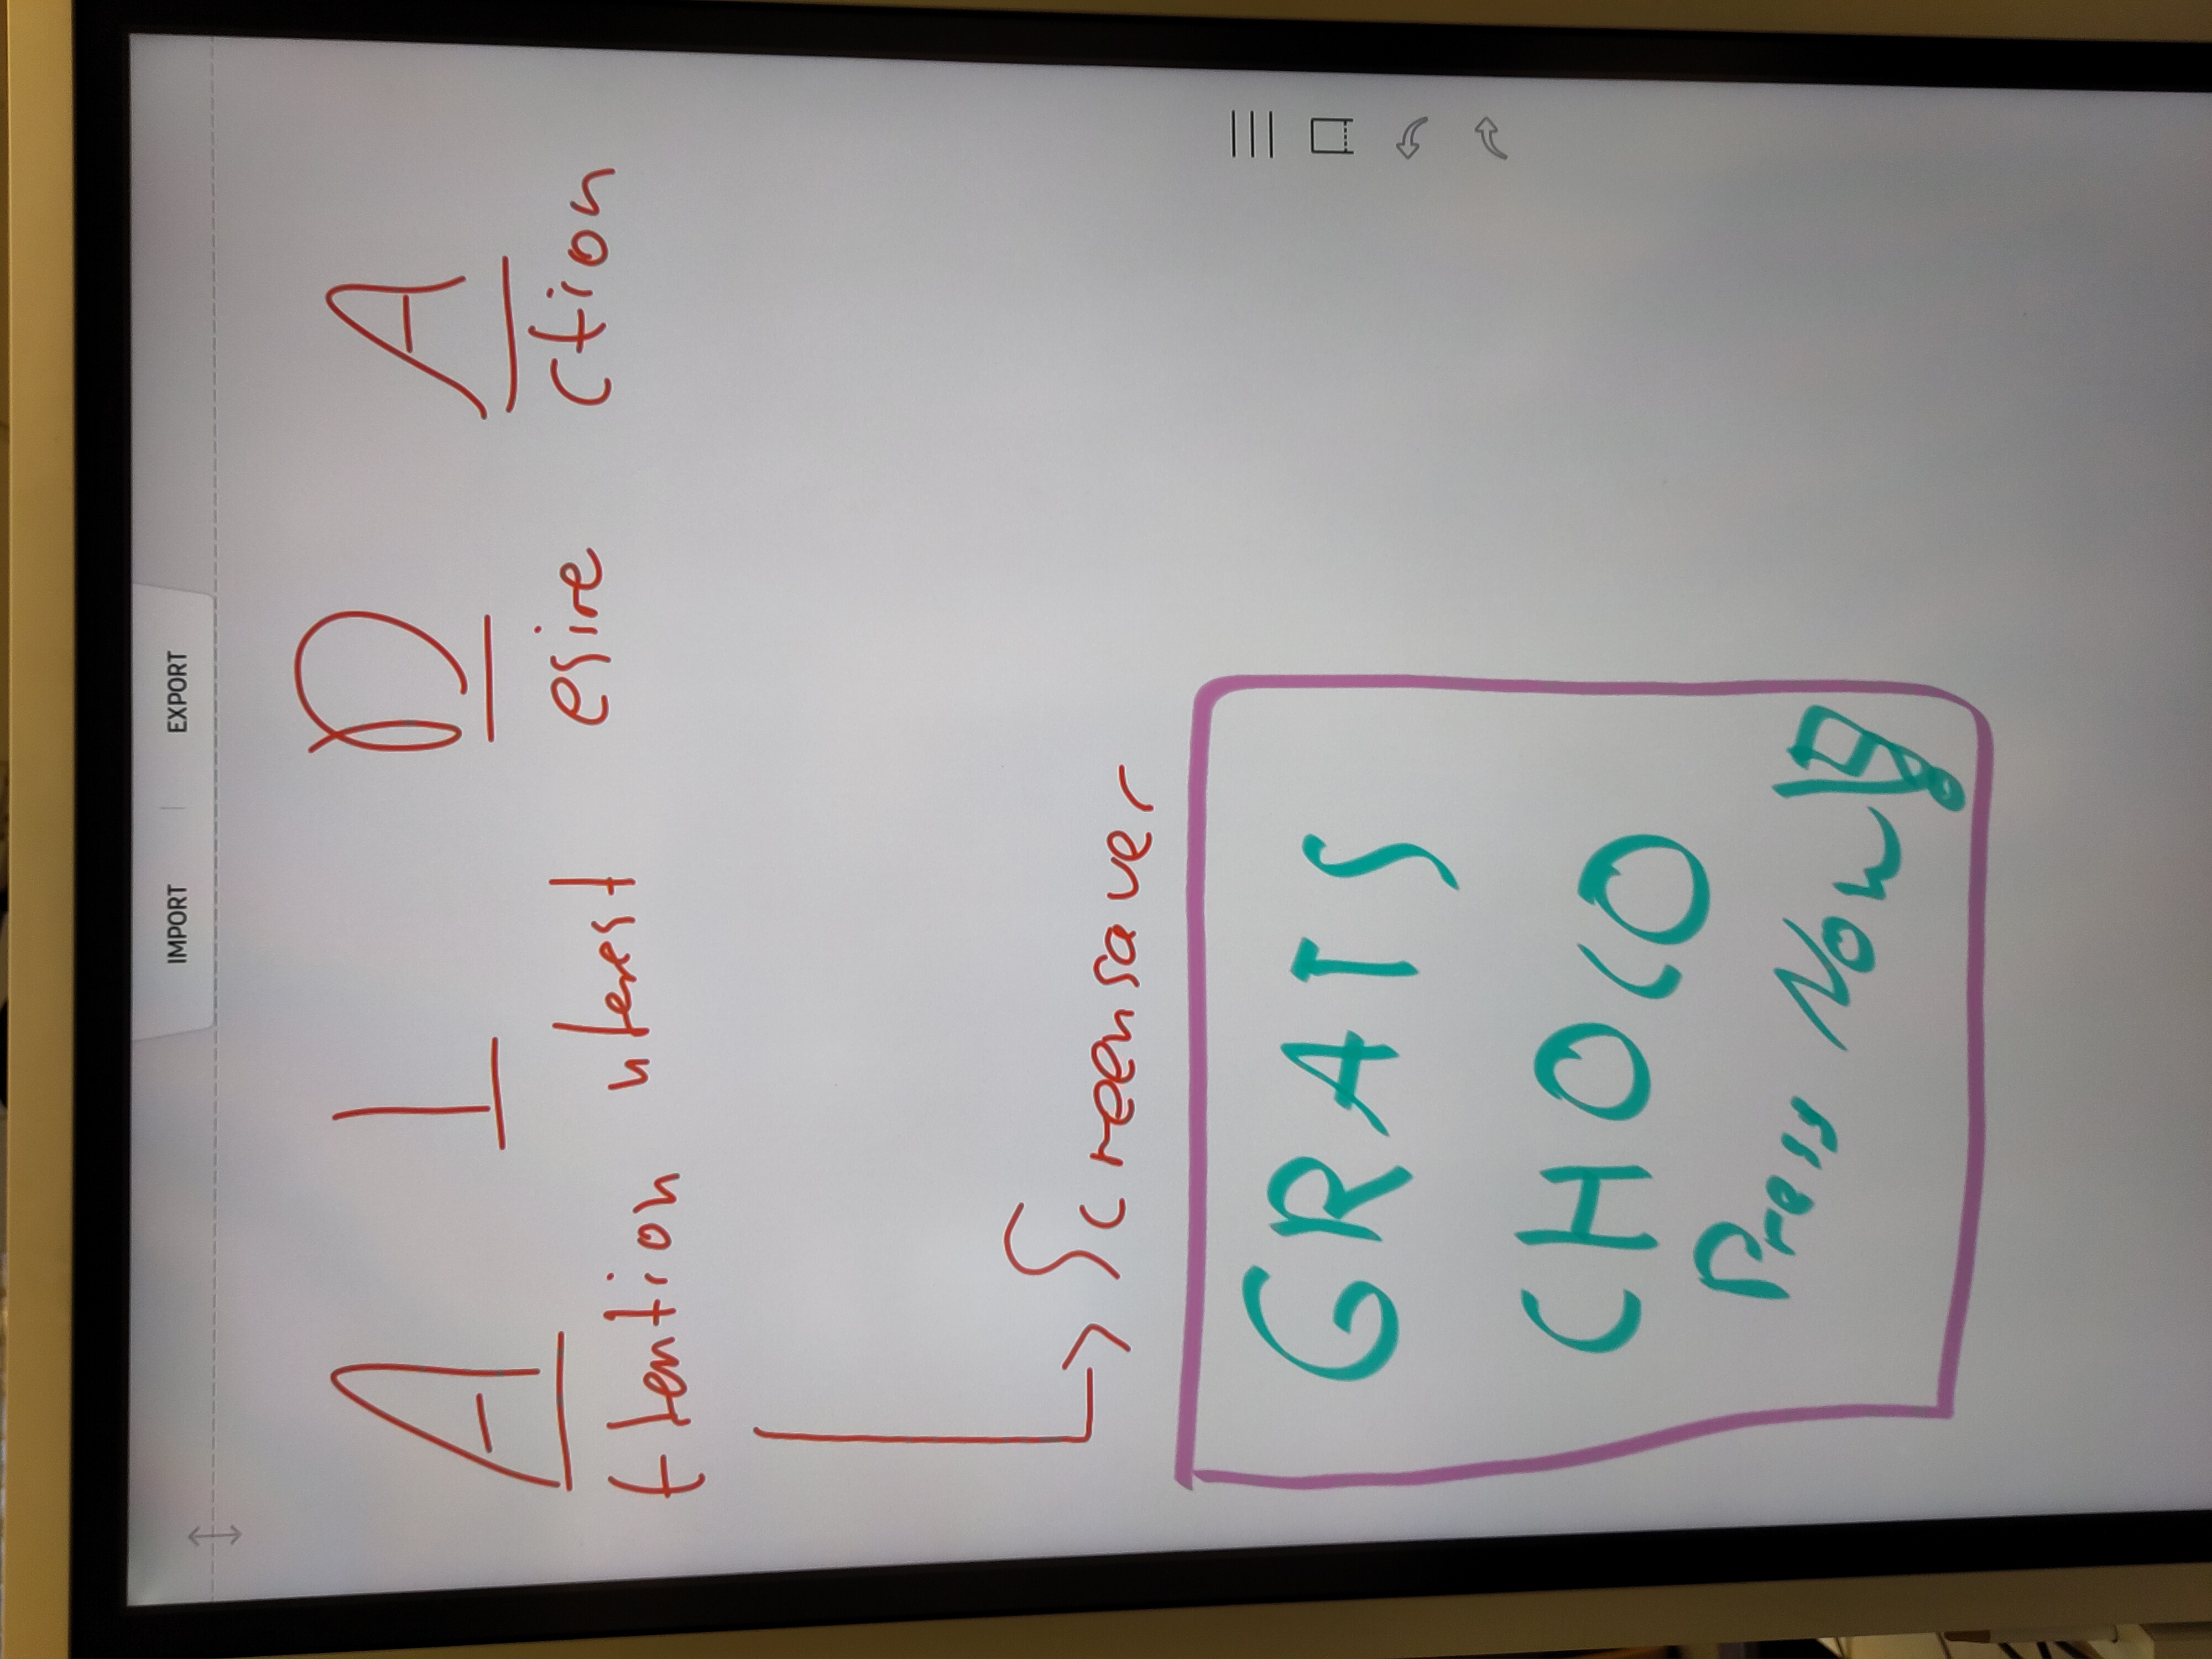 IMPORT EXPORT
A I D A
ttention nterest esire ction
Screensaver
GRATS
CHOCO
Press Now!